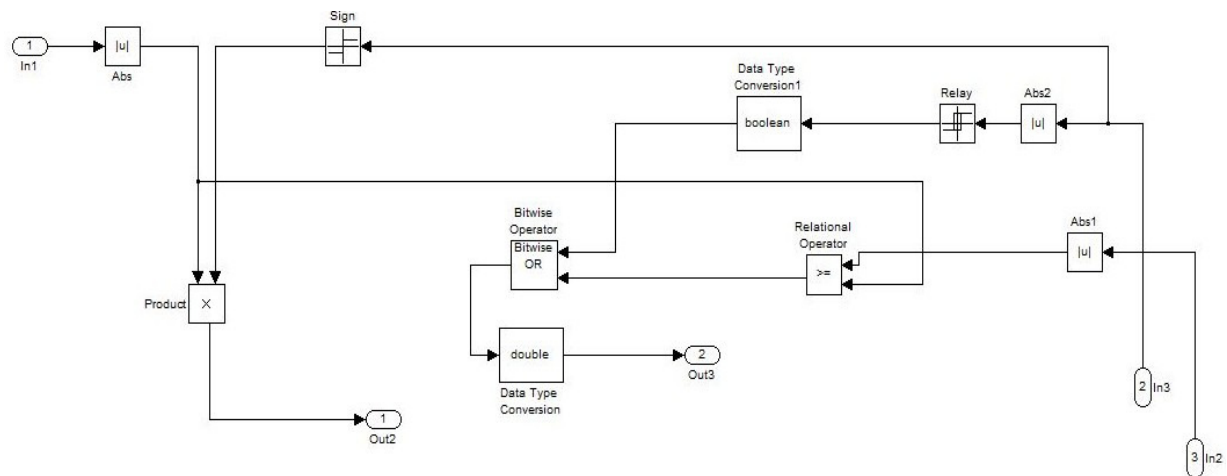 Sign
1
In1
|u|
Abs
Data Type
Conversion1
boolean
Relay
Abs2
|u|
Bitwise
Operator
Bitwise
OR
Relational
Operator
>=
Abs1
|u|
Product
X
double
Data Type
Conversion
2
Out3
2
In3
1
Out2
3
In2